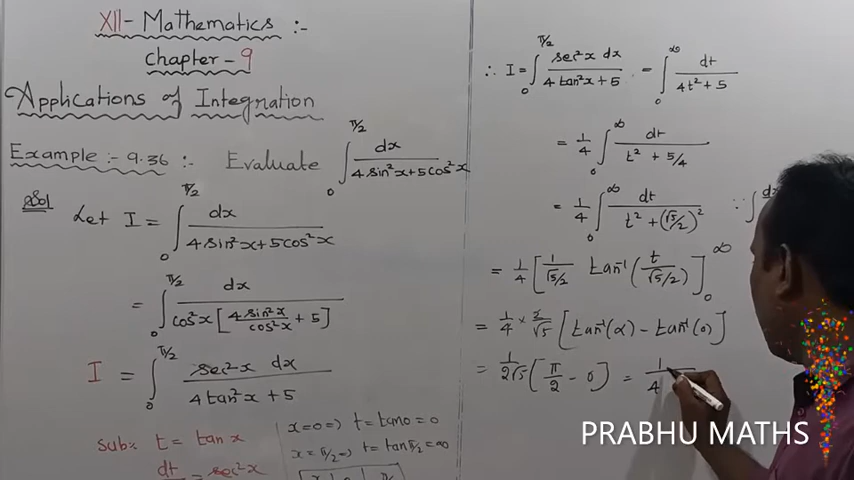 XII - Mathematics :-
Chapter - 9
Applications of Integration
Example :- 9.36 :- Evaluate ∫₀^{π/2} dx / (4 sin²x + 5 cos²x)
Sol Let I = ∫₀^{π/2} dx / (4 sin²x + 5 cos²x)
= ∫₀^{π/2} dx / (cos²x [4 sin²x / cos²x + 5])
I = ∫₀^{π/2} sec²x dx / (4 tan²x + 5)
Sub: t = tan x
dt = sec²x
x = 0 => t = tan 0 = 0
x = π/2 => t = tan π/2 = ∞
x | 0 | π/2
∴ I = ∫₀^{π/2} sec²x dx / (4 tan²x + 5) = ∫₀^∞ dt / (4t² + 5)
= 1/4 ∫₀^∞ dt / (t² + 5/4)
= 1/4 ∫₀^∞ dt / (t² + (√5/2)²) ∵ ∫ dx
= 1/4 [1/(√5/2) tan⁻¹(t/(√5/2))]₀^∞
= 1/4 × 2/√5 [tan⁻¹(α) - tan⁻¹(0)]
= 1/2√5 (π/2 - 0) = 1/4
PRABHU MATHS